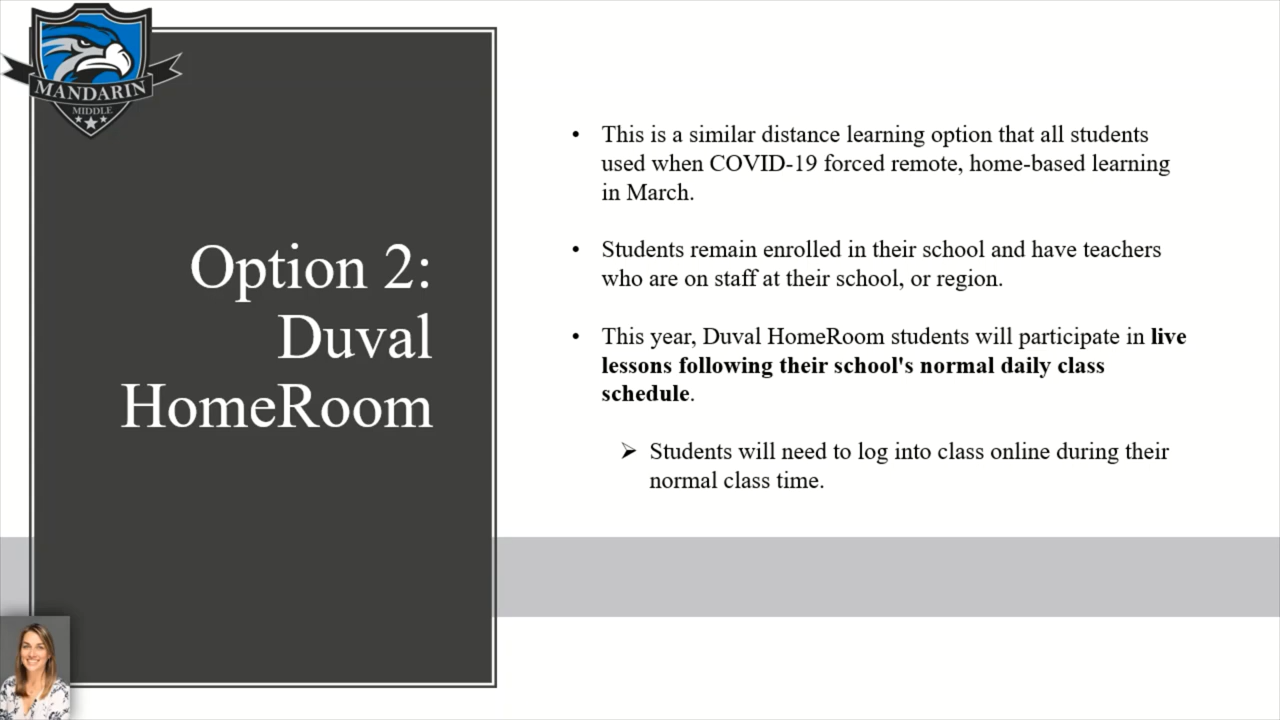 MANDARIN
MIDDLE
Option 2:
Duval
HomeRoom
• This is a similar distance learning option that all students
used when COVID-19 forced remote, home-based learning
in March.
• Students remain enrolled in their school and have teachers
who are on staff at their school, or region.
• This year, Duval HomeRoom students will participate in live
lessons following their school's normal daily class
schedule.
➢ Students will need to log into class online during their
normal class time.